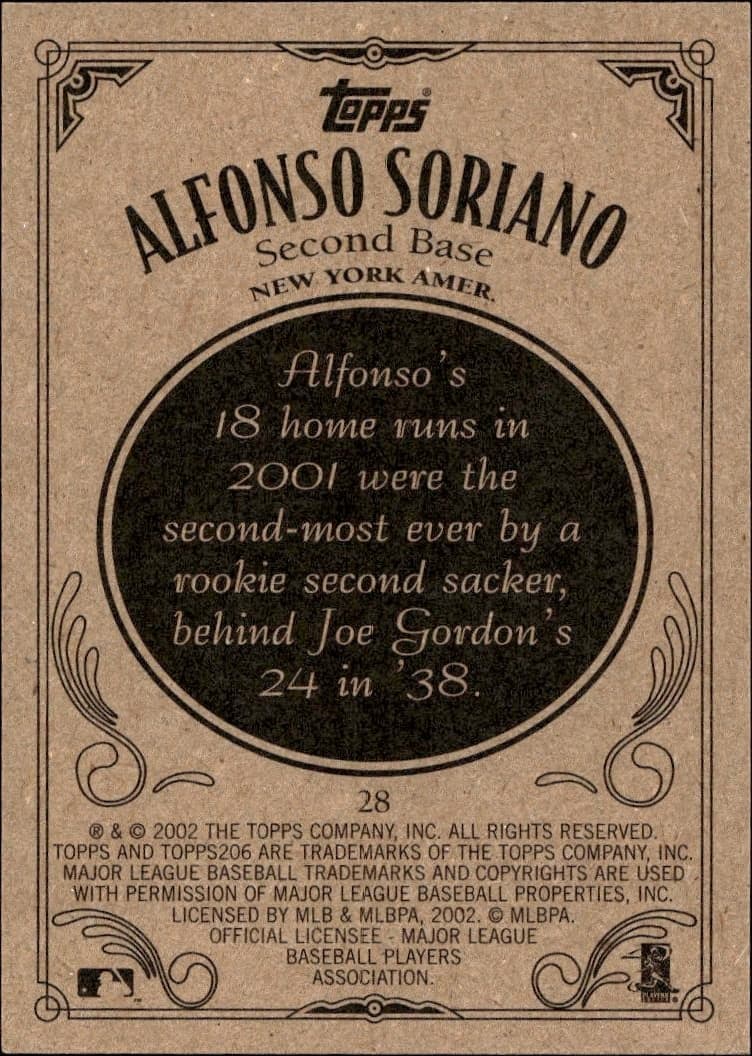 topps®
ALFONSO SORIANO
Second Base
NEW YORK AMER.
Alfonso's
18 home runs in
2001 were the
second-most ever by a
rookie second sacker,
behind Joe Gordon's
24 in '38.
28
® & © 2002 THE TOPPS COMPANY, INC. ALL RIGHTS RESERVED.
TOPPS AND TOPPS206 ARE TRADEMARKS OF THE TOPPS COMPANY, INC.
MAJOR LEAGUE BASEBALL TRADEMARKS AND COPYRIGHTS ARE USED
WITH PERMISSION OF MAJOR LEAGUE BASEBALL PROPERTIES, INC.
LICENSED BY MLB & MLBPA, 2002. © MLBPA.
OFFICIAL LICENSEE - MAJOR LEAGUE
BASEBALL PLAYERS
ASSOCIATION.